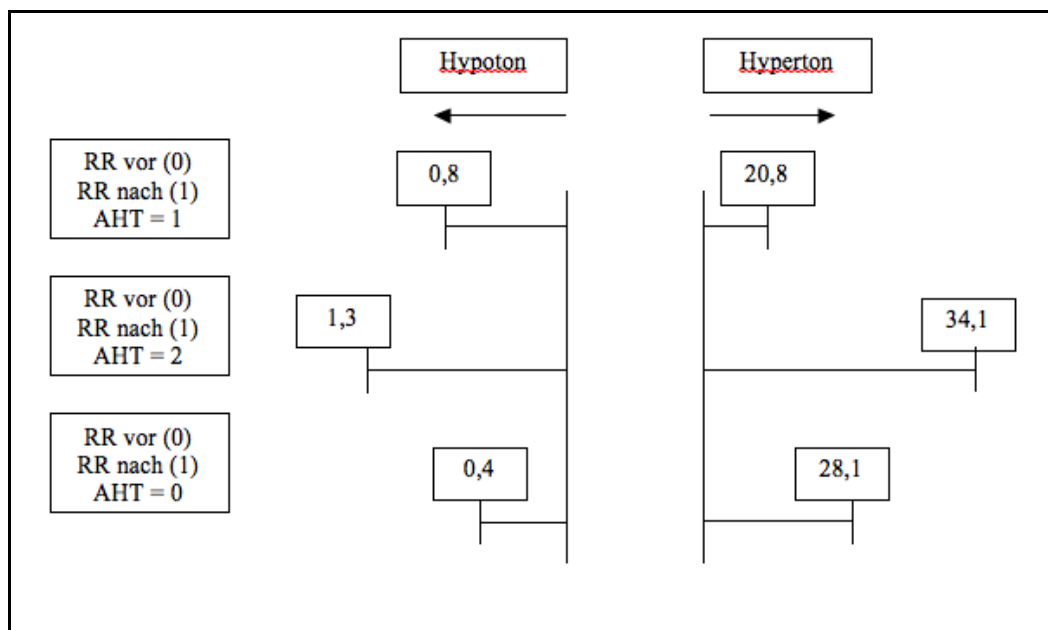 Hypoton
Hyperton
RR vor (0)
RR nach (1)
AHT = 1
0,8
20,8
RR vor (0)
RR nach (1)
AHT = 2
1,3
34,1
RR vor (0)
RR nach (1)
AHT = 0
0,4
28,1